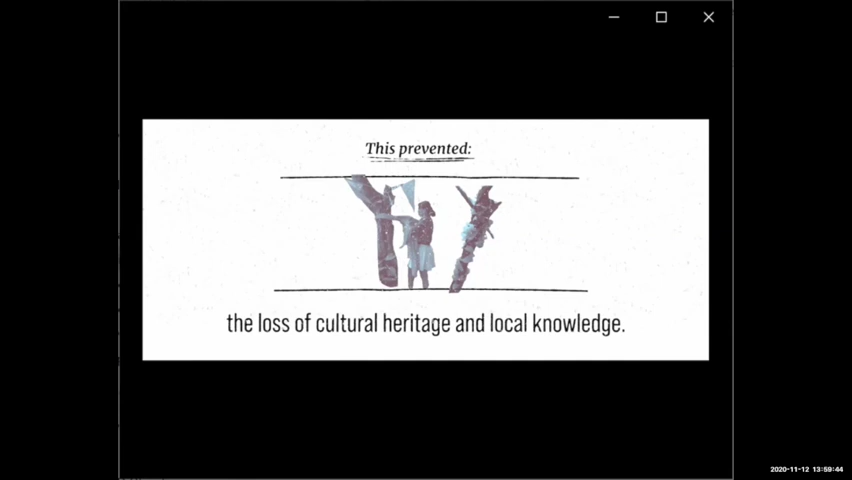 This prevented:
the loss of cultural heritage and local knowledge.
2020-11-12 13:59:44